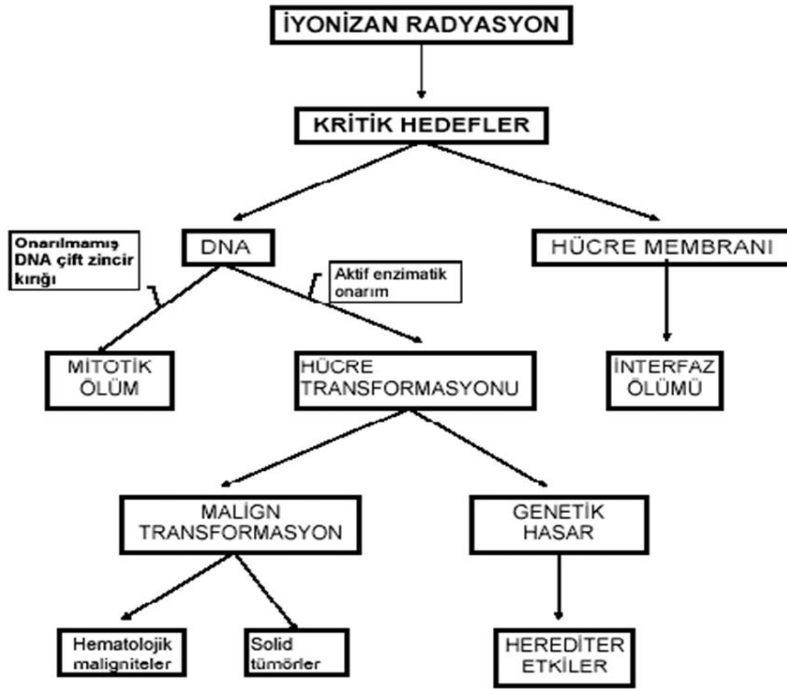 İYONİZAN RADYASYON
KRİTİK HEDEFLER
Onarılmamış
DNA çift zincir
kırığı
DNA
Aktif enzimatik
onarım
HÜCRE MEMBRANI
MİTOTİK
ÖLÜM
HÜCRE
TRANSFORMASYONU
İNTERFAZ
ÖLÜMÜ
MALİGN
TRANSFORMASYON
GENETİK
HASAR
Hematolojik
maligniteler
Solid
tümörler
HEREDİTER
ETKİLER